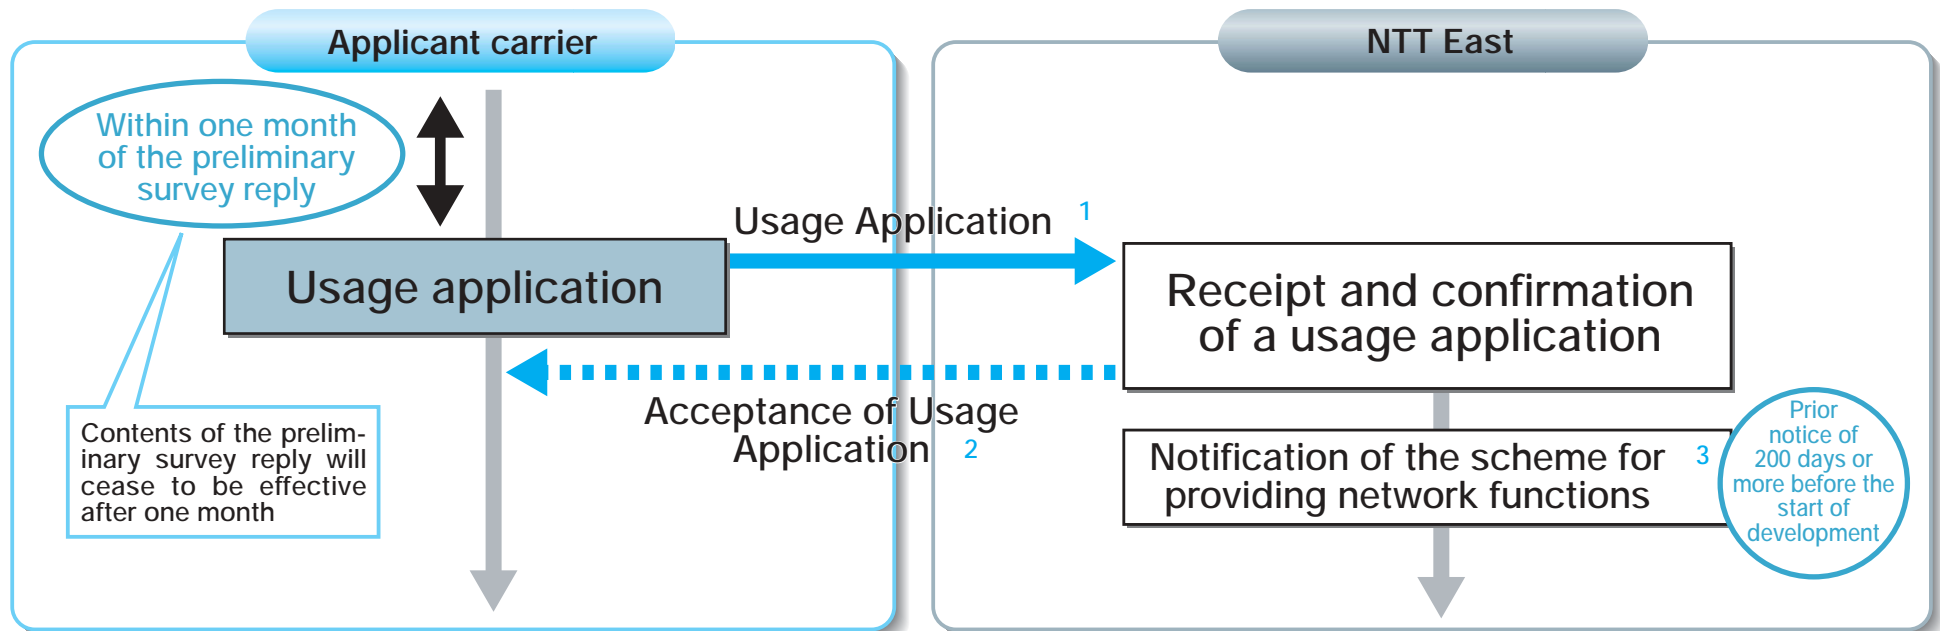 Applicant carrier
NTT East
Within one month
of the preliminary
survey reply
Usage Application 1
Usage application
Receipt and confirmation
of a usage application
Acceptance of Usage
Application 2
Contents of the prelim-
inary survey reply will
cease to be effective
after one month
Notification of the scheme for 3
providing network functions
Prior
notice of
200 days or
more before the
start of
development